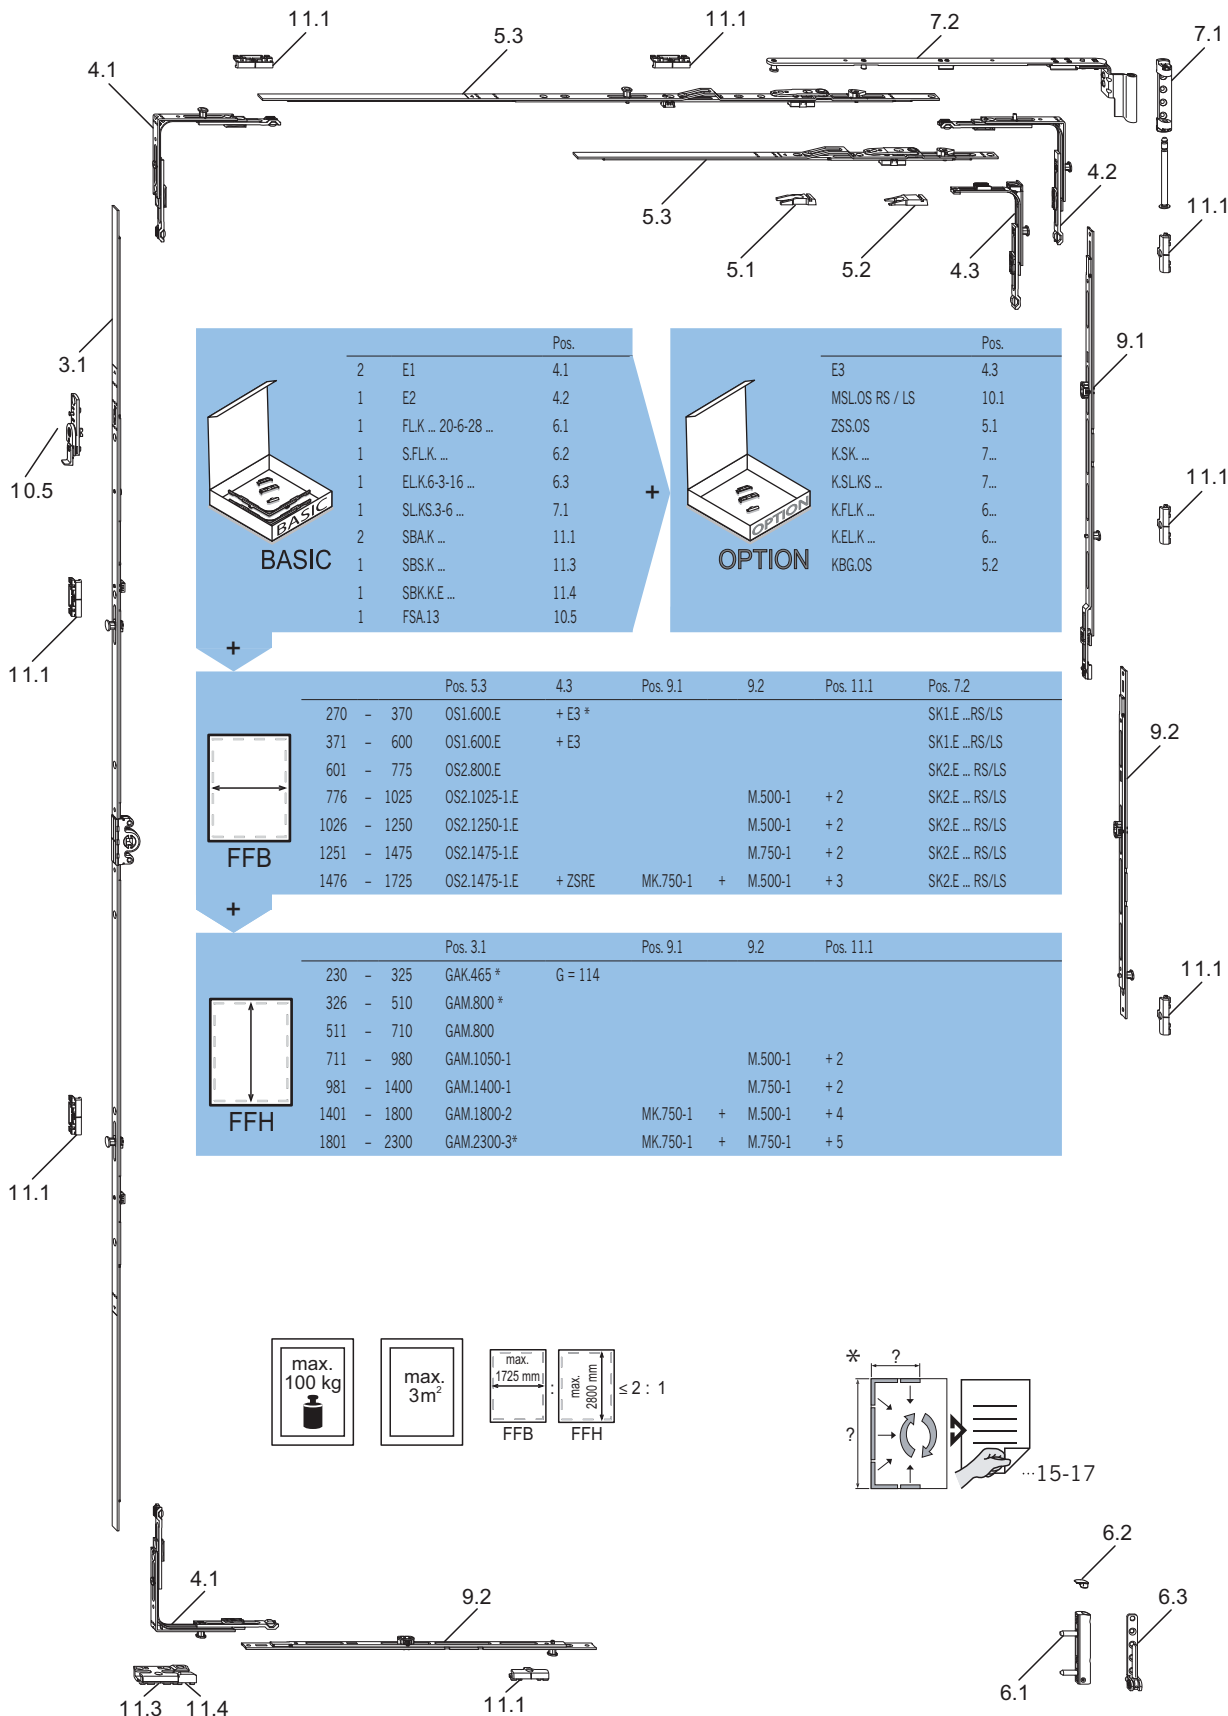 11.1
5.3
11.1
7.2
7.1
4.1
5.3
5.1
5.2
4.3
4.2
11.1
3.1
10.5
11.1
11.1
9.1
11.1
9.2
11.1
Pos.
2 E1 4.1
1 E2 4.2
1 FL.K ... 20-6-28 ... 6.1
1 S.FL.K. ... 6.2
1 EL.K.6-3-16 ... 6.3
1 SL.KS.3-6 ... 7.1
2 SBA.K ... 11.1
1 SBS.K ... 11.3
1 SBK.K.E ... 11.4
1 FSA.13 10.5
BASIC
BASIC
+
Pos.
E3 4.3
MSL.OS RS / LS 10.1
ZSS.OS 5.1
K.SK. ... 7...
K.SL.KS ... 7...
K.FL.K ... 6...
K.EL.K ... 6...
KBG.OS 5.2
OPTION
OPTION
+
Pos. 5.3 4.3 Pos. 9.1 9.2 Pos. 11.1 Pos. 7.2
270 – 370 OS1.600.E + E3 * SK1.E ...RS/LS
371 – 600 OS1.600.E + E3 SK1.E ...RS/LS
601 – 775 OS2.800.E SK2.E ... RS/LS
776 – 1025 OS2.1025-1.E M.500-1 + 2 SK2.E ... RS/LS
1026 – 1250 OS2.1250-1.E M.500-1 + 2 SK2.E ... RS/LS
1251 – 1475 OS2.1475-1.E M.750-1 + 2 SK2.E ... RS/LS
1476 – 1725 OS2.1475-1.E + ZSRE MK.750-1 + M.500-1 + 3 SK2.E ... RS/LS
FFB
+
Pos. 3.1 Pos. 9.1 9.2 Pos. 11.1
230 – 325 GAK.465 * G = 114
326 – 510 GAM.800 *
511 – 710 GAM.800
711 – 980 GAM.1050-1 M.500-1 + 2
981 – 1400 GAM.1400-1 M.750-1 + 2
1401 – 1800 GAM.1800-2 MK.750-1 + M.500-1 + 4
1801 – 2300 GAM.2300-3* MK.750-1 + M.750-1 + 5
FFH
max.
100 kg
max.
3m²
max.
1725 mm
FFB
:
max.
2800 mm
FFH
≤ 2 : 1
*
?
?
...15-17
4.1
9.2
11.3
11.4
11.1
6.2
6.3
6.1